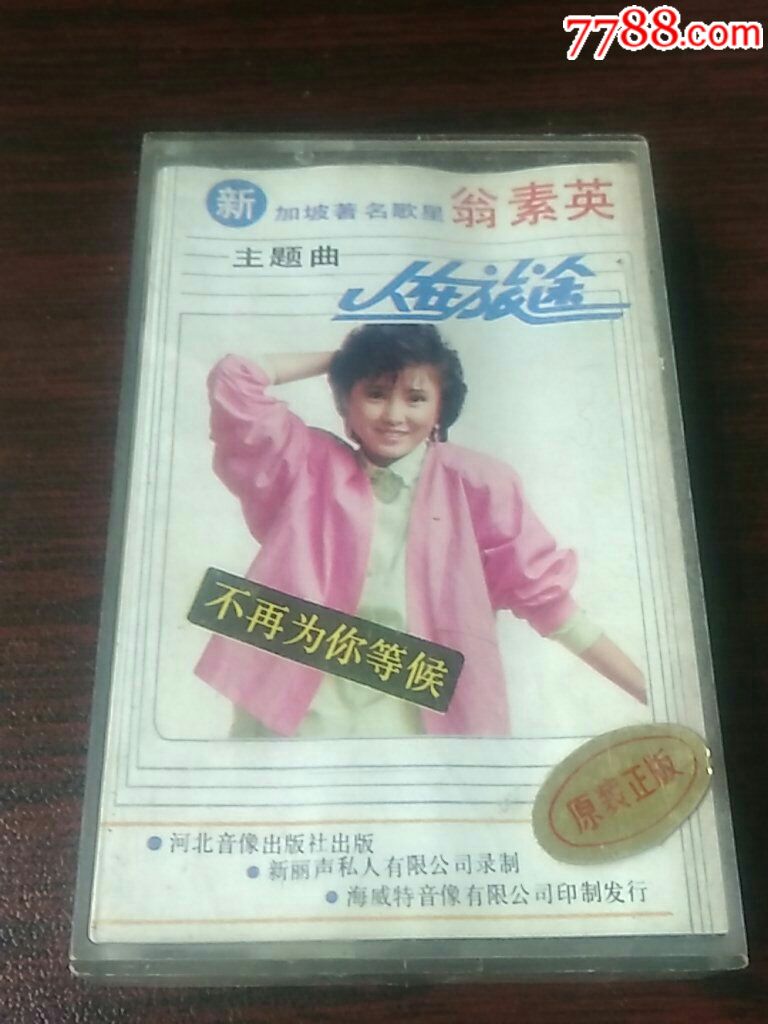 7788.com
新加坡著名歌星 翁素英
主题曲
人在旅途
不再为你等候
原装正版
河北音像出版社出版
新丽声私人有限公司录制
海威特音像有限公司印制发行